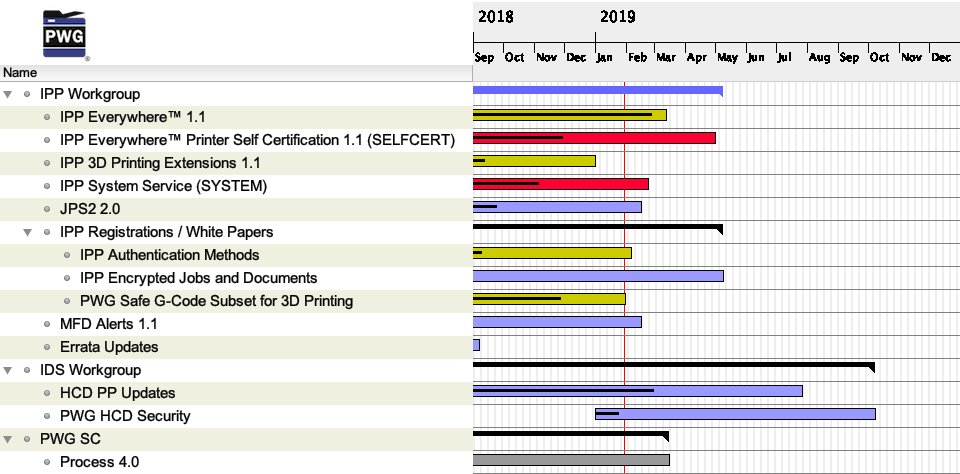 2018 2019
PWG
®
Sep Oct Nov Dec Jan Feb Mar Apr May Jun Jul Aug Sep Oct Nov Dec
Name
IPP Workgroup
IPP Everywhere™ 1.1
IPP Everywhere™ Printer Self Certification 1.1 (SELFCERT)
IPP 3D Printing Extensions 1.1
IPP System Service (SYSTEM)
JPS2 2.0
IPP Registrations / White Papers
IPP Authentication Methods
IPP Encrypted Jobs and Documents
PWG Safe G-Code Subset for 3D Printing
MFD Alerts 1.1
Errata Updates
IDS Workgroup
HCD PP Updates
PWG HCD Security
PWG SC
Process 4.0